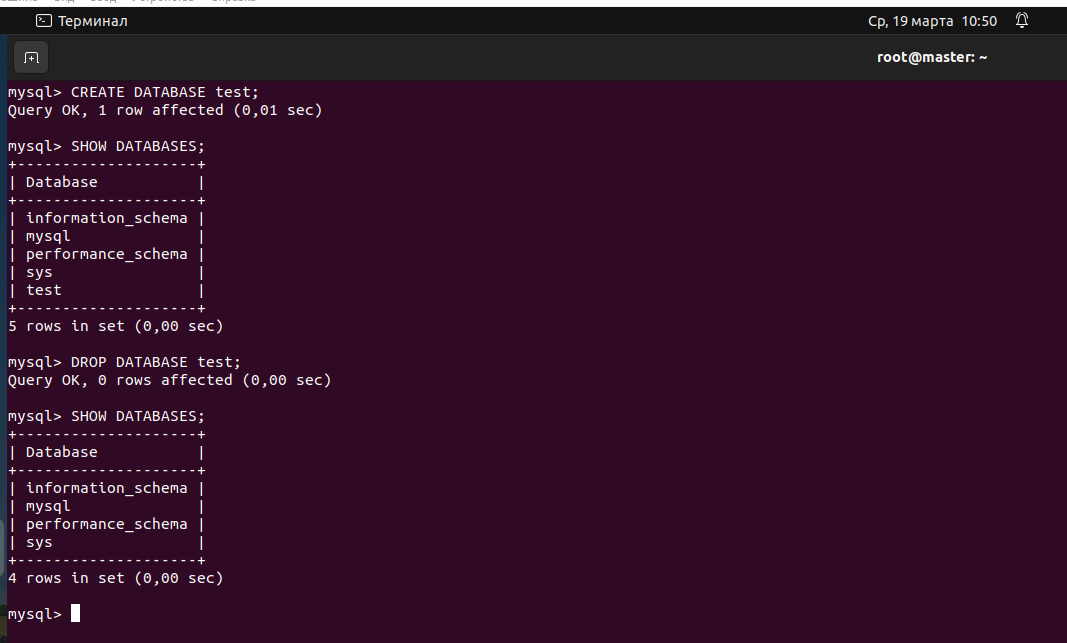 Терминал
Ср, 19 марта 10:50
root@master: ~
mysql> CREATE DATABASE test;
Query OK, 1 row affected (0,01 sec)
mysql> SHOW DATABASES;
+--------------------+
| Database           |
+--------------------+
| information_schema |
| mysql              |
| performance_schema |
| sys                |
| test               |
+--------------------+
5 rows in set (0,00 sec)
mysql> DROP DATABASE test;
Query OK, 0 rows affected (0,00 sec)
mysql> SHOW DATABASES;
+--------------------+
| Database           |
+--------------------+
| information_schema |
| mysql              |
| performance_schema |
| sys                |
+--------------------+
4 rows in set (0,00 sec)
mysql>